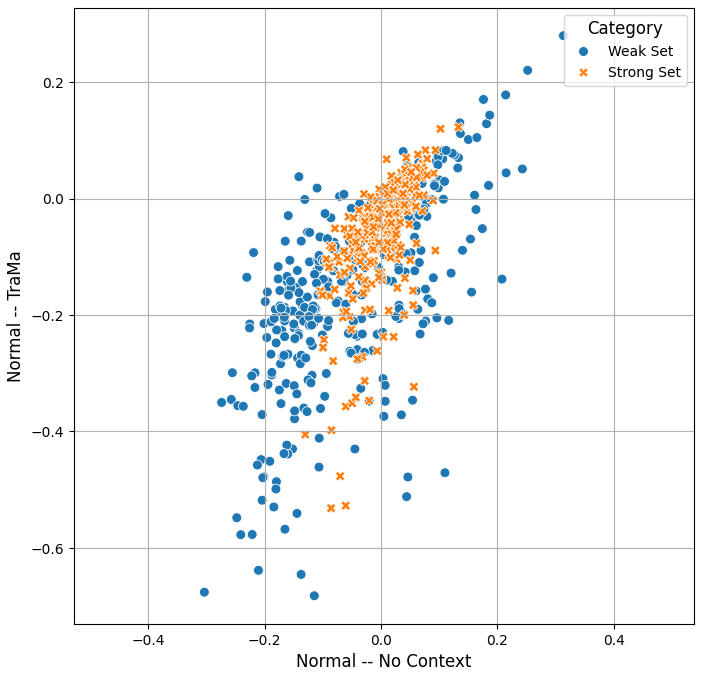 Category
Weak Set
Strong Set
0.2
0.0
−0.2
−0.4
−0.6
Normal -- TraMa
−0.4
−0.2
0.0
0.2
0.4
Normal -- No Context